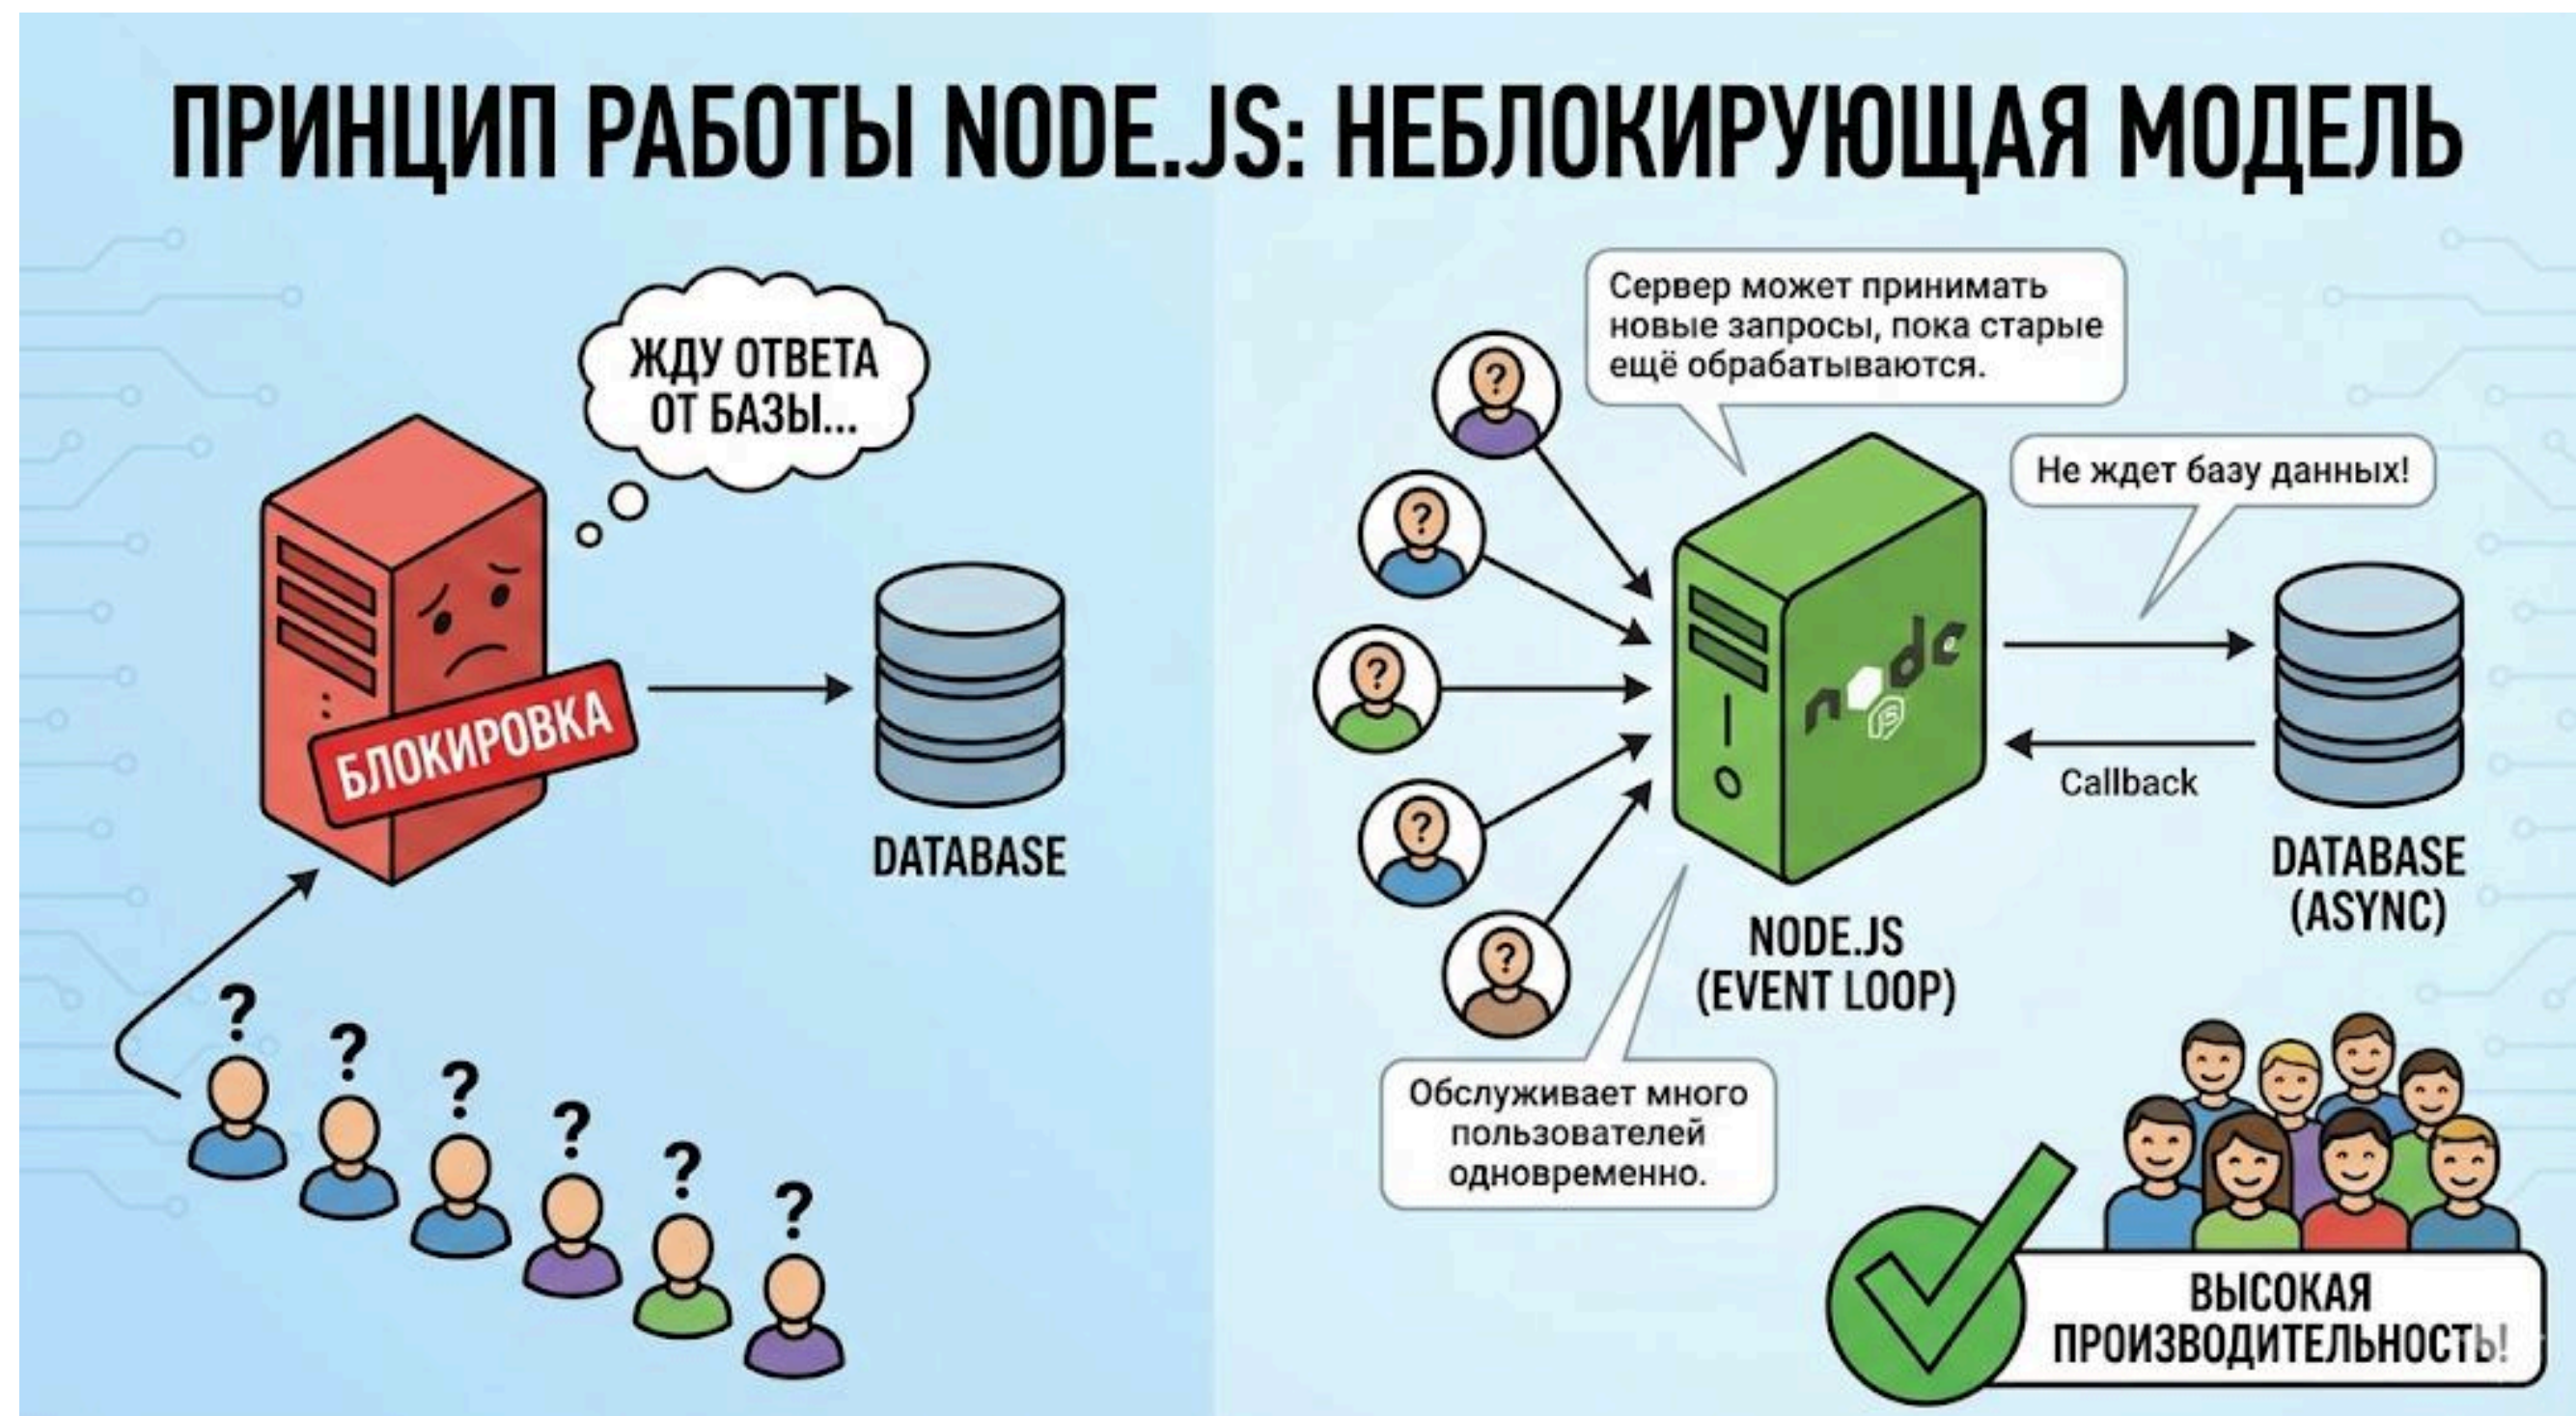 ПРИНЦИП РАБОТЫ NODE.JS: НЕБЛОКИРУЮЩАЯ МОДЕЛЬ
ЖДУ ОТВЕТА
ОТ БАЗЫ...
БЛОКИРОВКА
DATABASE
?
?
?
?
?
?
Сервер может принимать
новые запросы, пока старые
ещё обрабатываются.
Не ждет базу данных!
?
?
?
?
?
node
JS
Callback
NODE.JS
(EVENT LOOP)
DATABASE
(ASYNC)
Обслуживает много
пользователей
одновременно.
ВЫСОКАЯ
ПРОИЗВОДИТЕЛЬНОСТЬ!